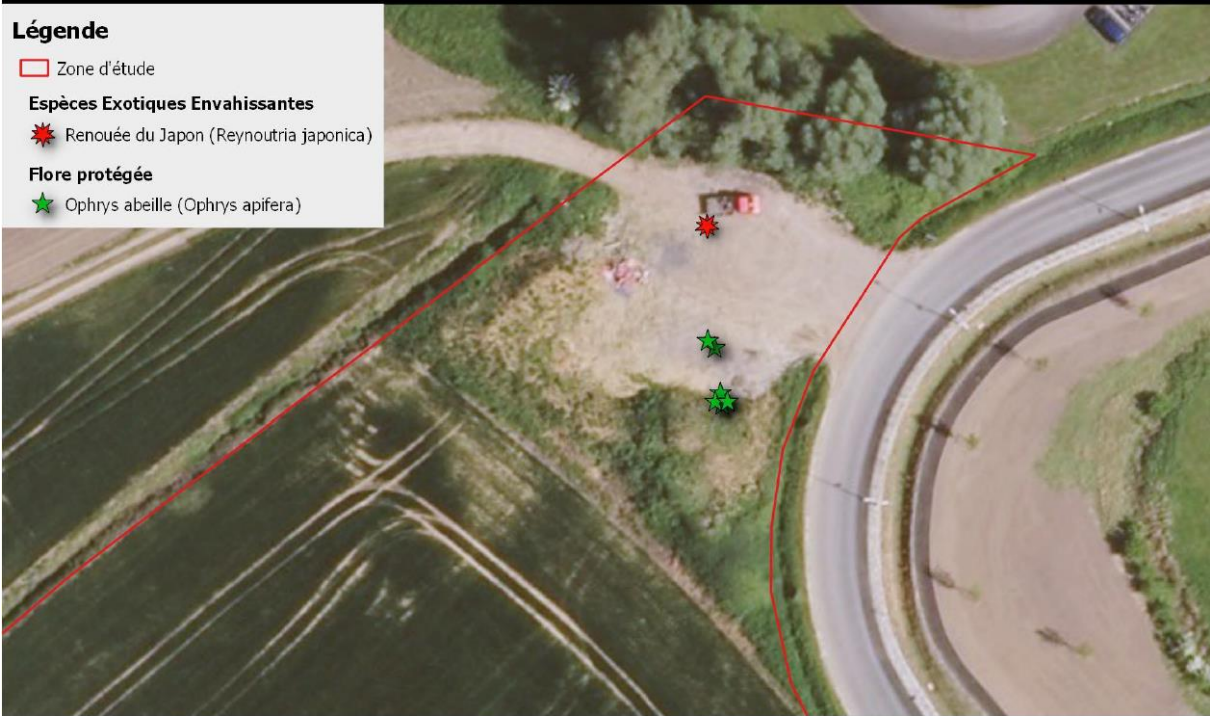 Légende
Zone d'étude
Espèces Exotiques Envahissantes
Renouée du Japon (Reynoutria japonica)
Flore protégée
Ophrys abeille (Ophrys apifera)